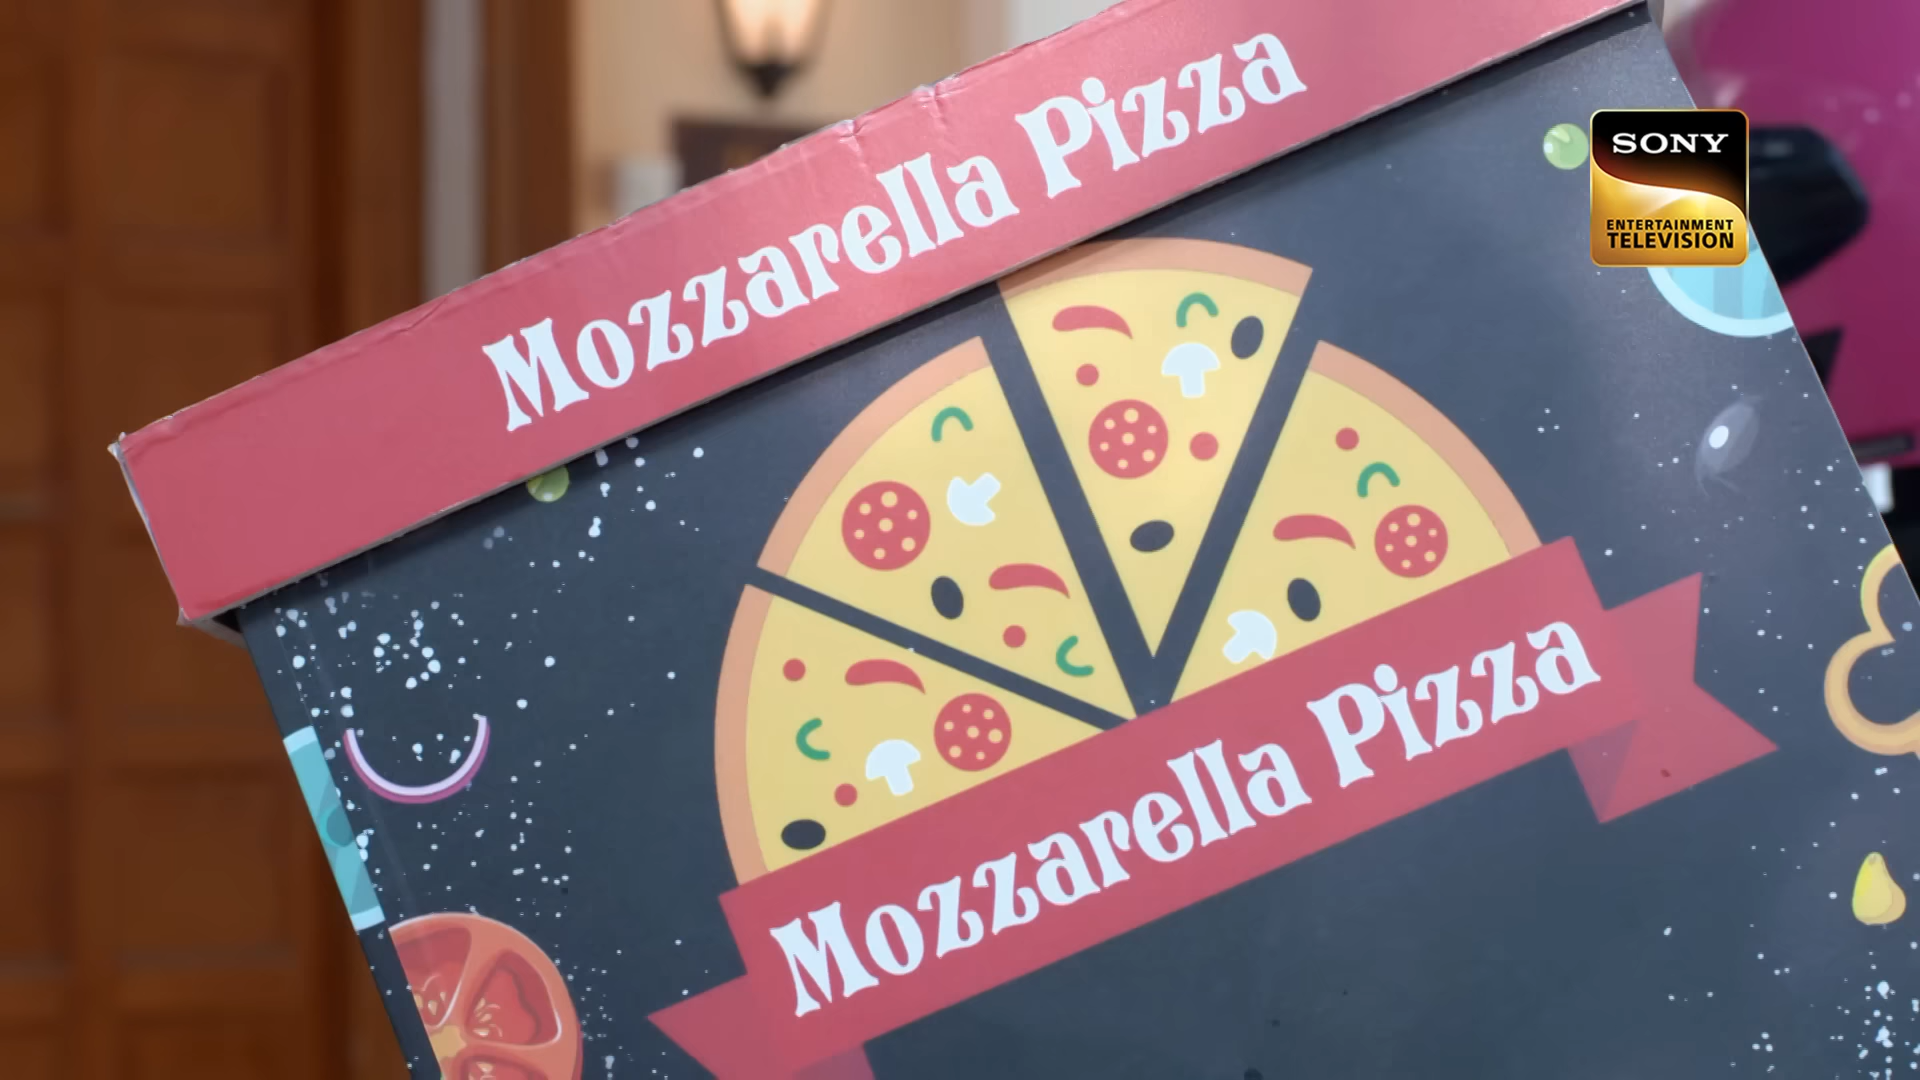 Mozzarella Pizza
SONY
ENTERTAINMENT
TELEVISION
Mozzarella Pizza